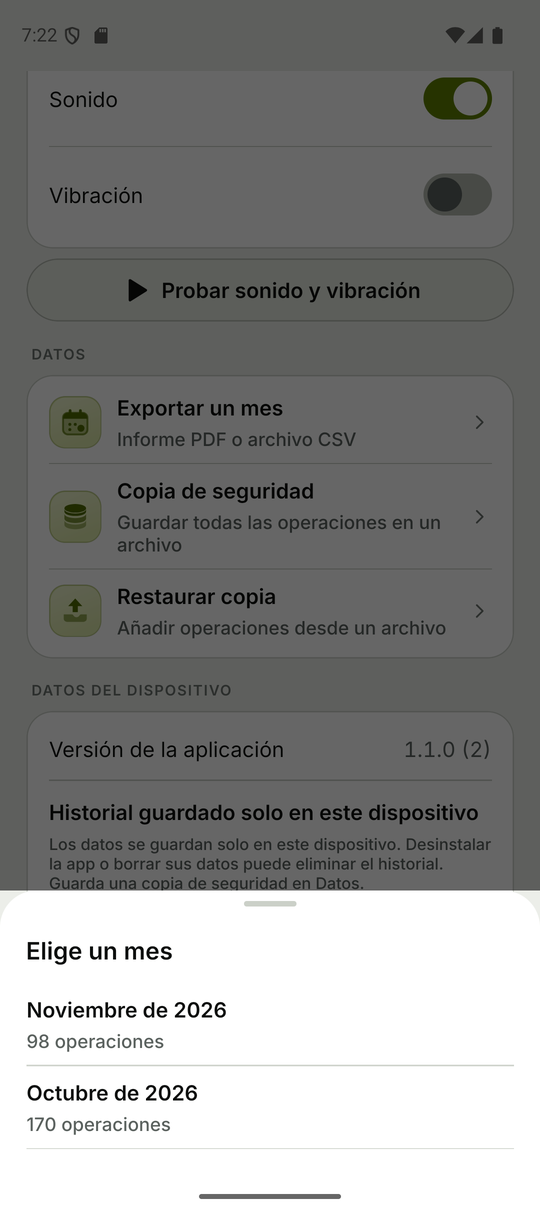 7:22
Sonido
Vibración
Probar sonido y vibración
DATOS
Exportar un mes
Informe PDF o archivo CSV
Copia de seguridad
Guardar todas las operaciones en un
archivo
Restaurar copia
Añadir operaciones desde un archivo
DATOS DEL DISPOSITIVO
Versión de la aplicación 1.1.0 (2)
Historial guardado solo en este dispositivo
Los datos se guardan solo en este dispositivo. Desinstalar
la app o borrar sus datos puede eliminar el historial.
Guarda una copia de seguridad en Datos.
Elige un mes
Noviembre de 2026
98 operaciones
Octubre de 2026
170 operaciones